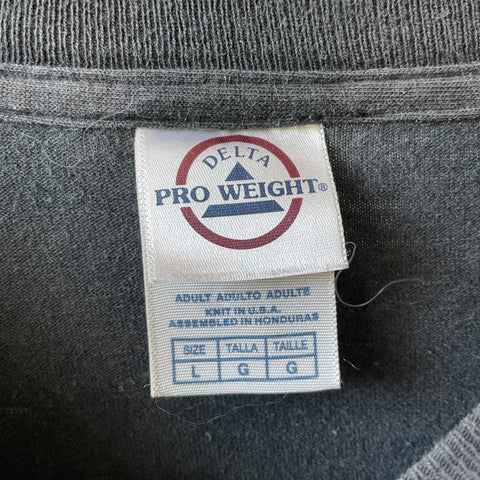 DELTA
PRO WEIGHT®
ADULT ADULTO ADULTE
KNIT IN U.S.A.
ASSEMBLED IN HONDURAS
SIZE TALLA TAILLE
L G G